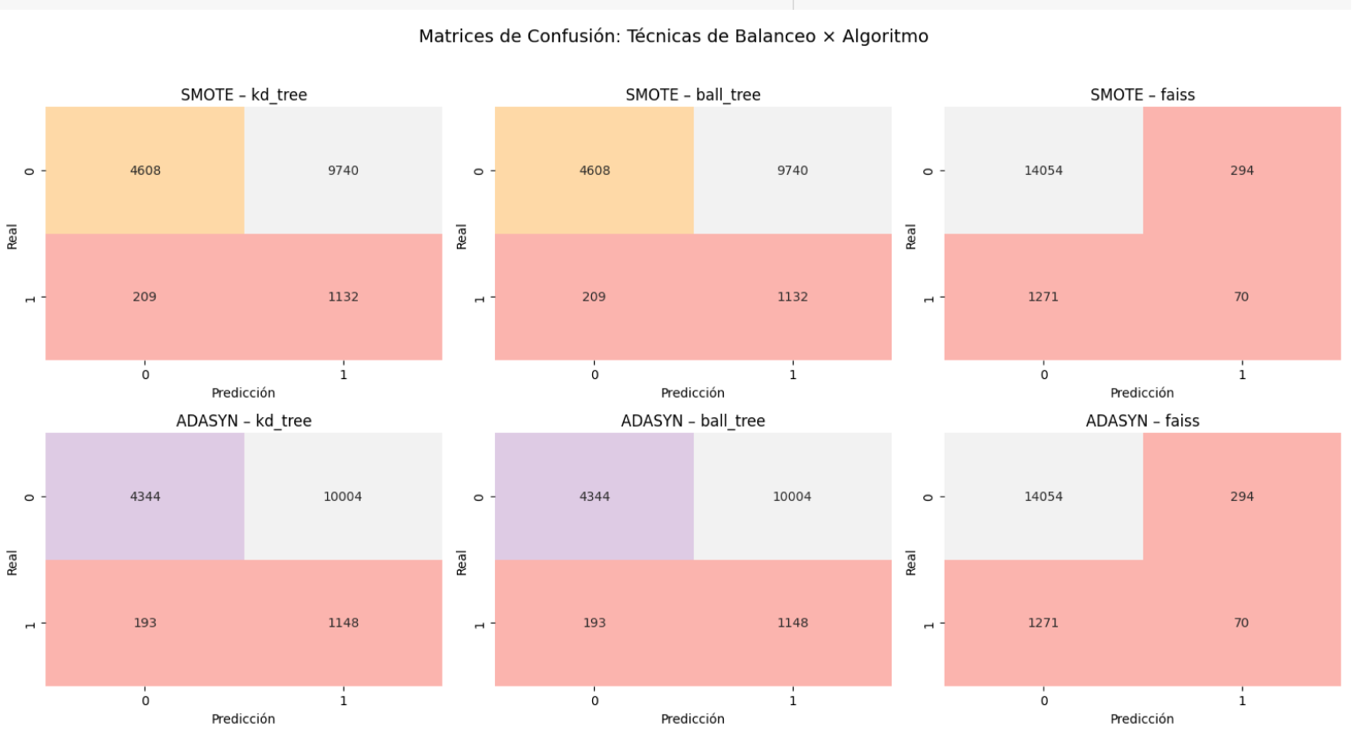 Matrices de Confusión: Técnicas de Balanceo × Algoritmo
SMOTE – kd_tree
0
4608
9740
Real
1
209
1132
0
1
Predicción
SMOTE – ball_tree
0
4608
9740
Real
1
209
1132
0
1
Predicción
SMOTE – faiss
0
14054
294
Real
1
1271
70
0
1
Predicción
ADASYN – kd_tree
0
4344
10004
Real
1
193
1148
0
1
Predicción
ADASYN – ball_tree
0
4344
10004
Real
1
193
1148
0
1
Predicción
ADASYN – faiss
0
14054
294
Real
1
1271
70
0
1
Predicción